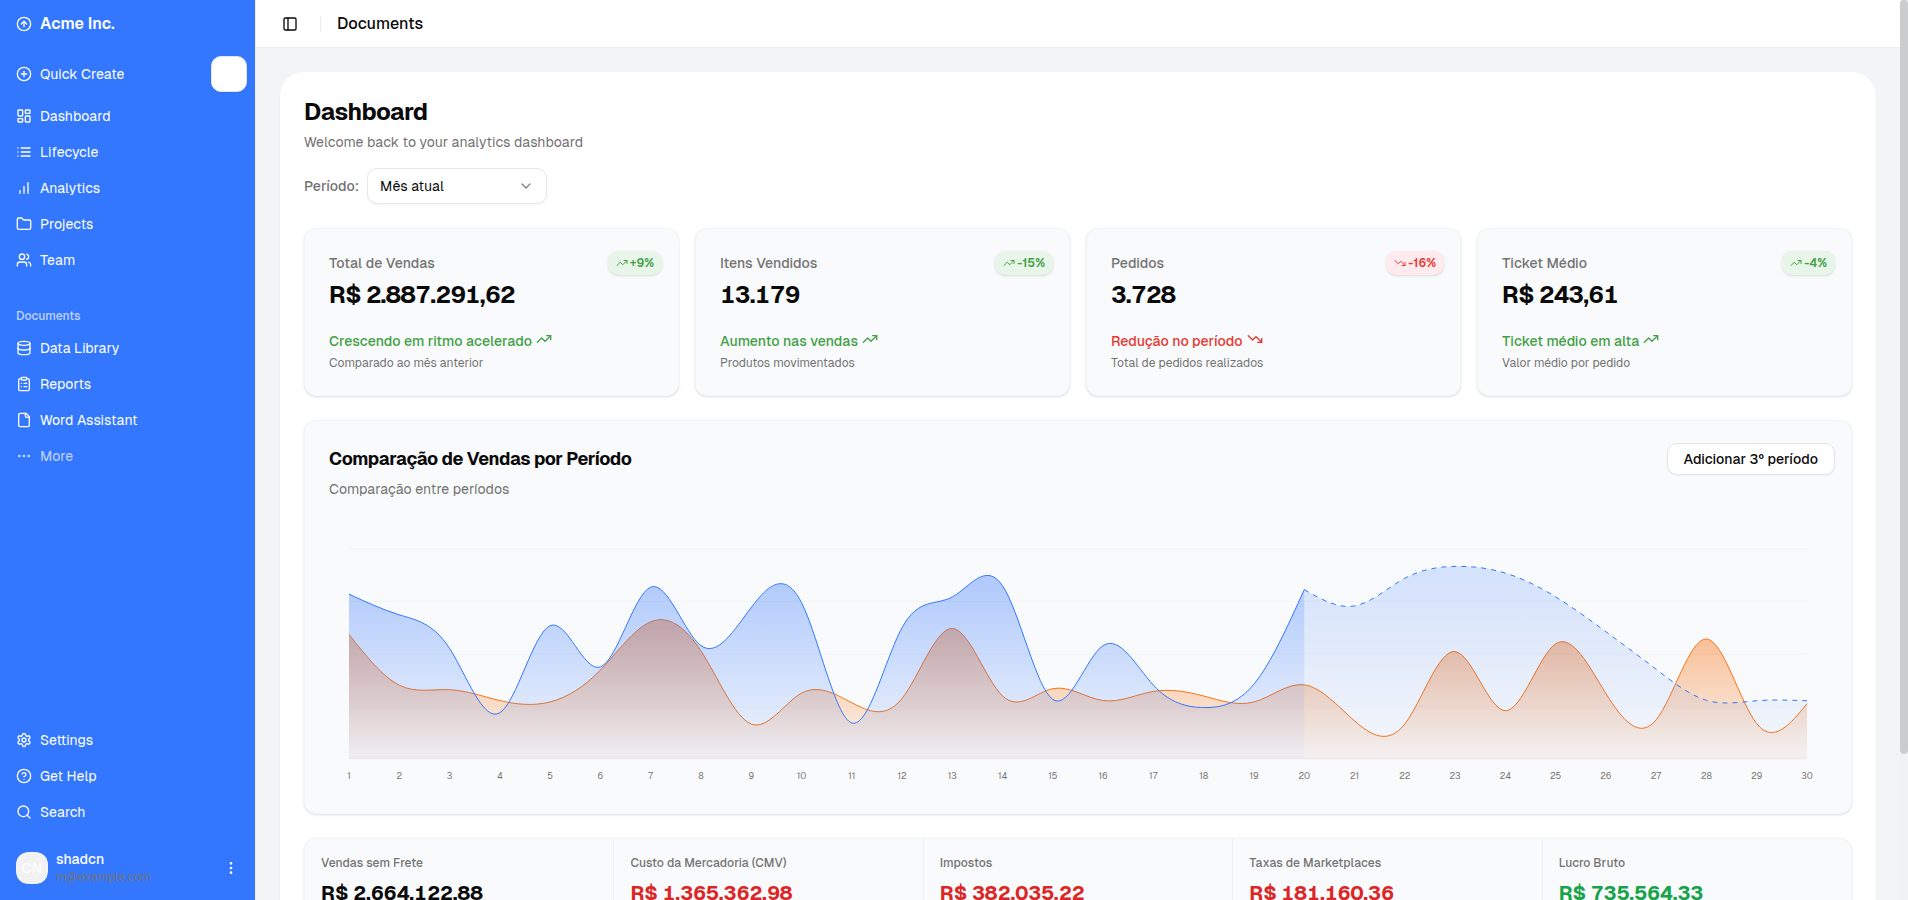 Acme Inc.
Quick Create
Dashboard
Lifecycle
Analytics
Projects
Team
Documents
Data Library
Reports
Word Assistant
More
Settings
Get Help
Search
CN
shadcn
m@example.com
Documents
Dashboard
Welcome back to your analytics dashboard
Período: Mês atual
Total de Vendas +9%
R$ 2.887.291,62
Crescendo em ritmo acelerado
Comparado ao mês anterior
Itens Vendidos -15%
13.179
Aumento nas vendas
Produtos movimentados
Pedidos -16%
3.728
Redução no período
Total de pedidos realizados
Ticket Médio -4%
R$ 243,61
Ticket médio em alta
Valor médio por pedido
Comparação de Vendas por Período
Adicionar 3º período
Comparação entre períodos
1 2 3 4 5 6 7 8 9 10 11 12 13 14 15 16 17 18 19 20 21 22 23 24 25 26 27 28 29 30
Vendas sem Frete
R$ 2.664.122,88
Custo da Mercadoria (CMV)
R$ 1.365.362,98
Impostos
R$ 382.035,22
Taxas de Marketplaces
R$ 181.160,36
Lucro Bruto
R$ 735.564,33